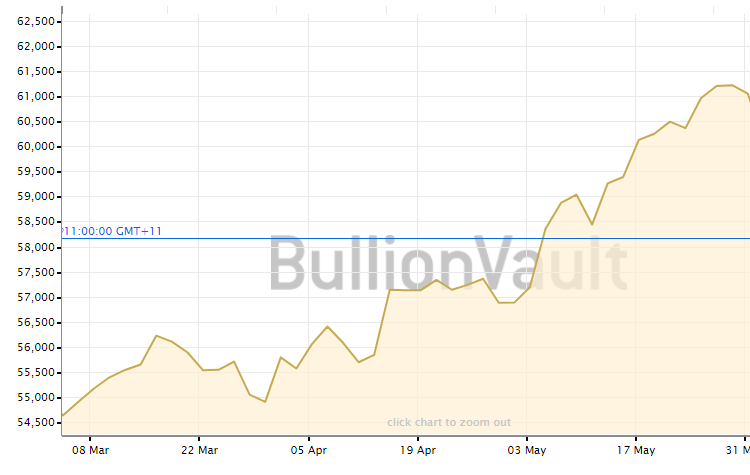 62,500
62,000
61,500
61,000
60,500
60,000
59,500
59,000
58,500
11:00:00 GMT+11
58,000
BullionVault
57,500
57,000
56,500
56,000
55,500
55,000
54,500
click chart to zoom out
08 Mar
22 Mar
05 Apr
19 Apr
03 May
17 May
31 M